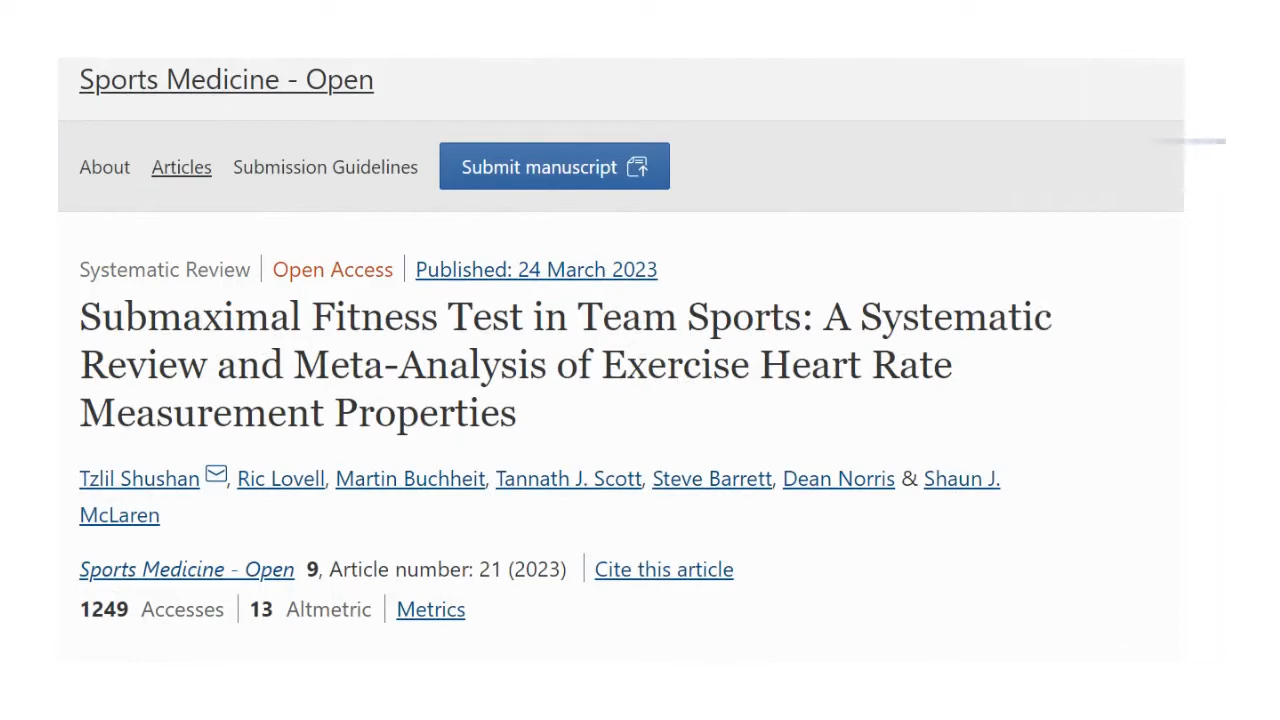 Sports Medicine - Open
About Articles Submission Guidelines Submit manuscript
Systematic Review Open Access Published: 24 March 2023
Submaximal Fitness Test in Team Sports: A Systematic
Review and Meta-Analysis of Exercise Heart Rate
Measurement Properties
Tzlil Shushan, Ric Lovell, Martin Buchheit, Tannath J. Scott, Steve Barrett, Dean Norris & Shaun J.
McLaren
Sports Medicine - Open 9, Article number: 21 (2023) Cite this article
1249 Accesses 13 Altmetric Metrics